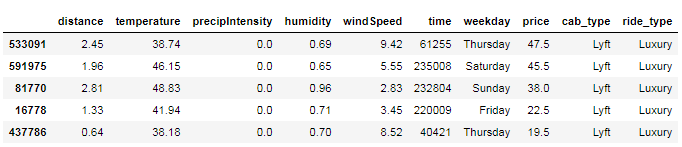 distance temperature precipIntensity humidity windSpeed time weekday price cab_type ride_type
533091 2.45 38.74 0.0 0.69 9.42 61255 Thursday 47.5 Lyft Luxury
591975 1.96 46.15 0.0 0.65 5.55 235008 Saturday 45.5 Lyft Luxury
81770 2.81 48.83 0.0 0.96 2.83 232804 Sunday 38.0 Lyft Luxury
16778 1.33 41.94 0.0 0.71 3.45 220009 Friday 22.5 Lyft Luxury
437786 0.64 38.18 0.0 0.70 8.52 40421 Thursday 19.5 Lyft Luxury